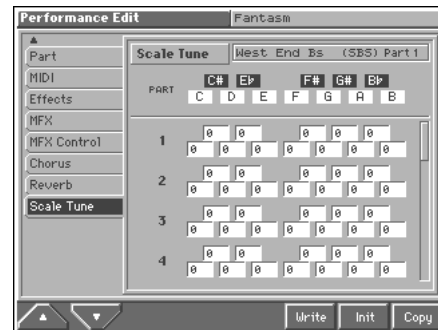 Performance Edit Fantasm
Part
MIDI
Effects
MFX
MFX Control
Chorus
Reverb
Scale Tune
Scale Tune West End Bs (SBS) Part 1
C# E♭ F# G# B♭
PART C D E F G A B
0 0 0 0 0
1 0 0 0 0 0 0 0
0 0 0 0 0
2 0 0 0 0 0 0 0
0 0 0 0 0
3 0 0 0 0 0 0 0
0 0 0 0 0
4 0 0 0 0 0 0 0
Write Init Copy